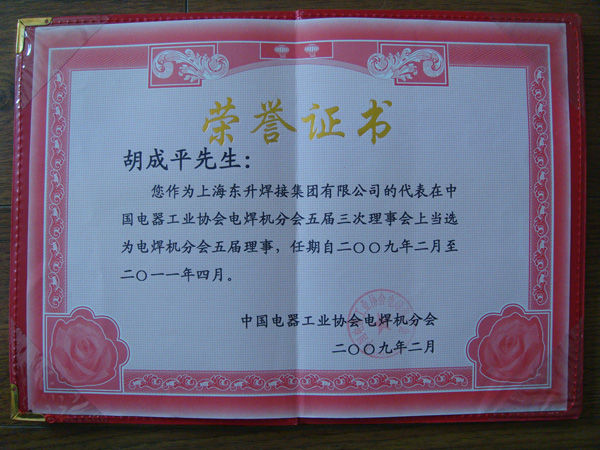 荣誉证书
胡成平先生：
您作为上海东升焊接集团有限公司的代表在中
国电器工业协会电焊机分会五届三次理事会上当选
为电焊机分会五届理事，任期自二〇〇九年二月至
二〇一一年四月。
中国电器工业协会电焊机分会
二〇〇九年二月